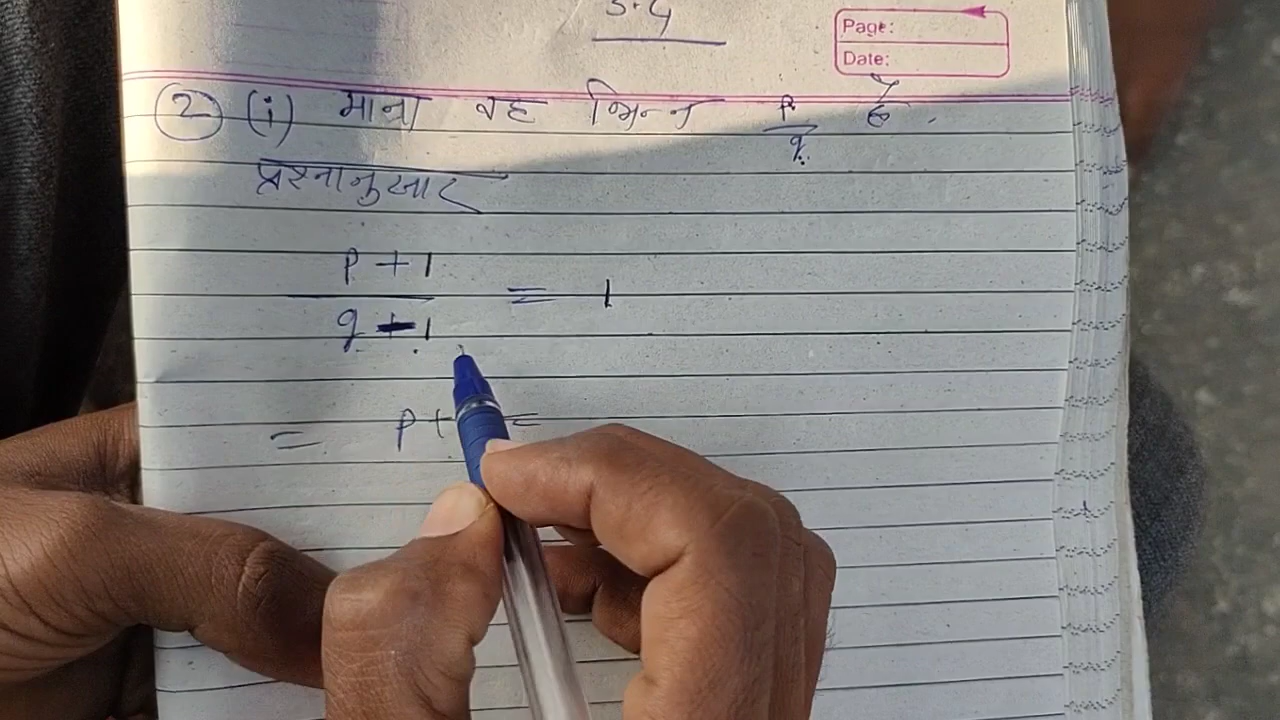 3.4
Page:
Date:
② (i) माना वह भिन्न p/q है.
प्रश्नानुसार
p + 1
q - 1 = 1
= p + =